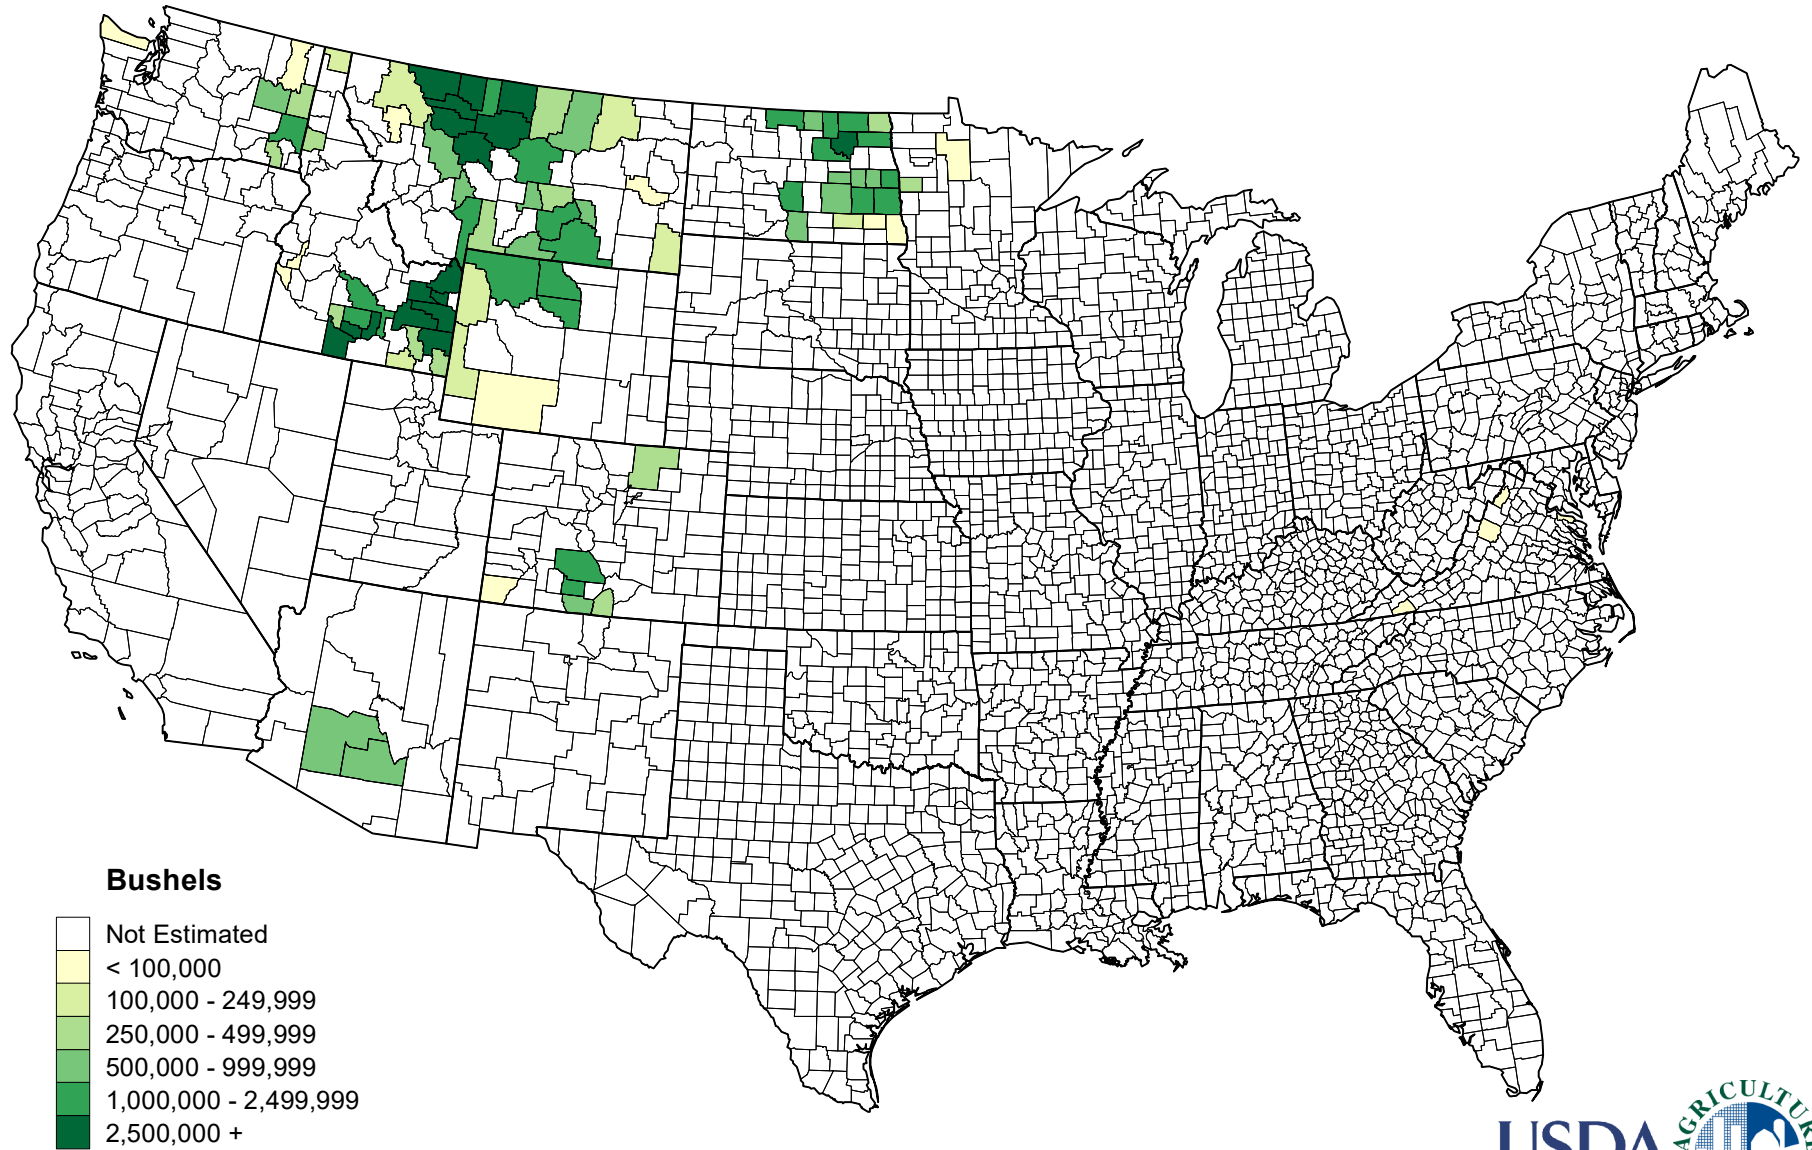 Bushels
Not Estimated
< 100,000
100,000 - 249,999
250,000 - 499,999
500,000 - 999,999
1,000,000 - 2,499,999
2,500,000 +
USDA
AGRICULTURE